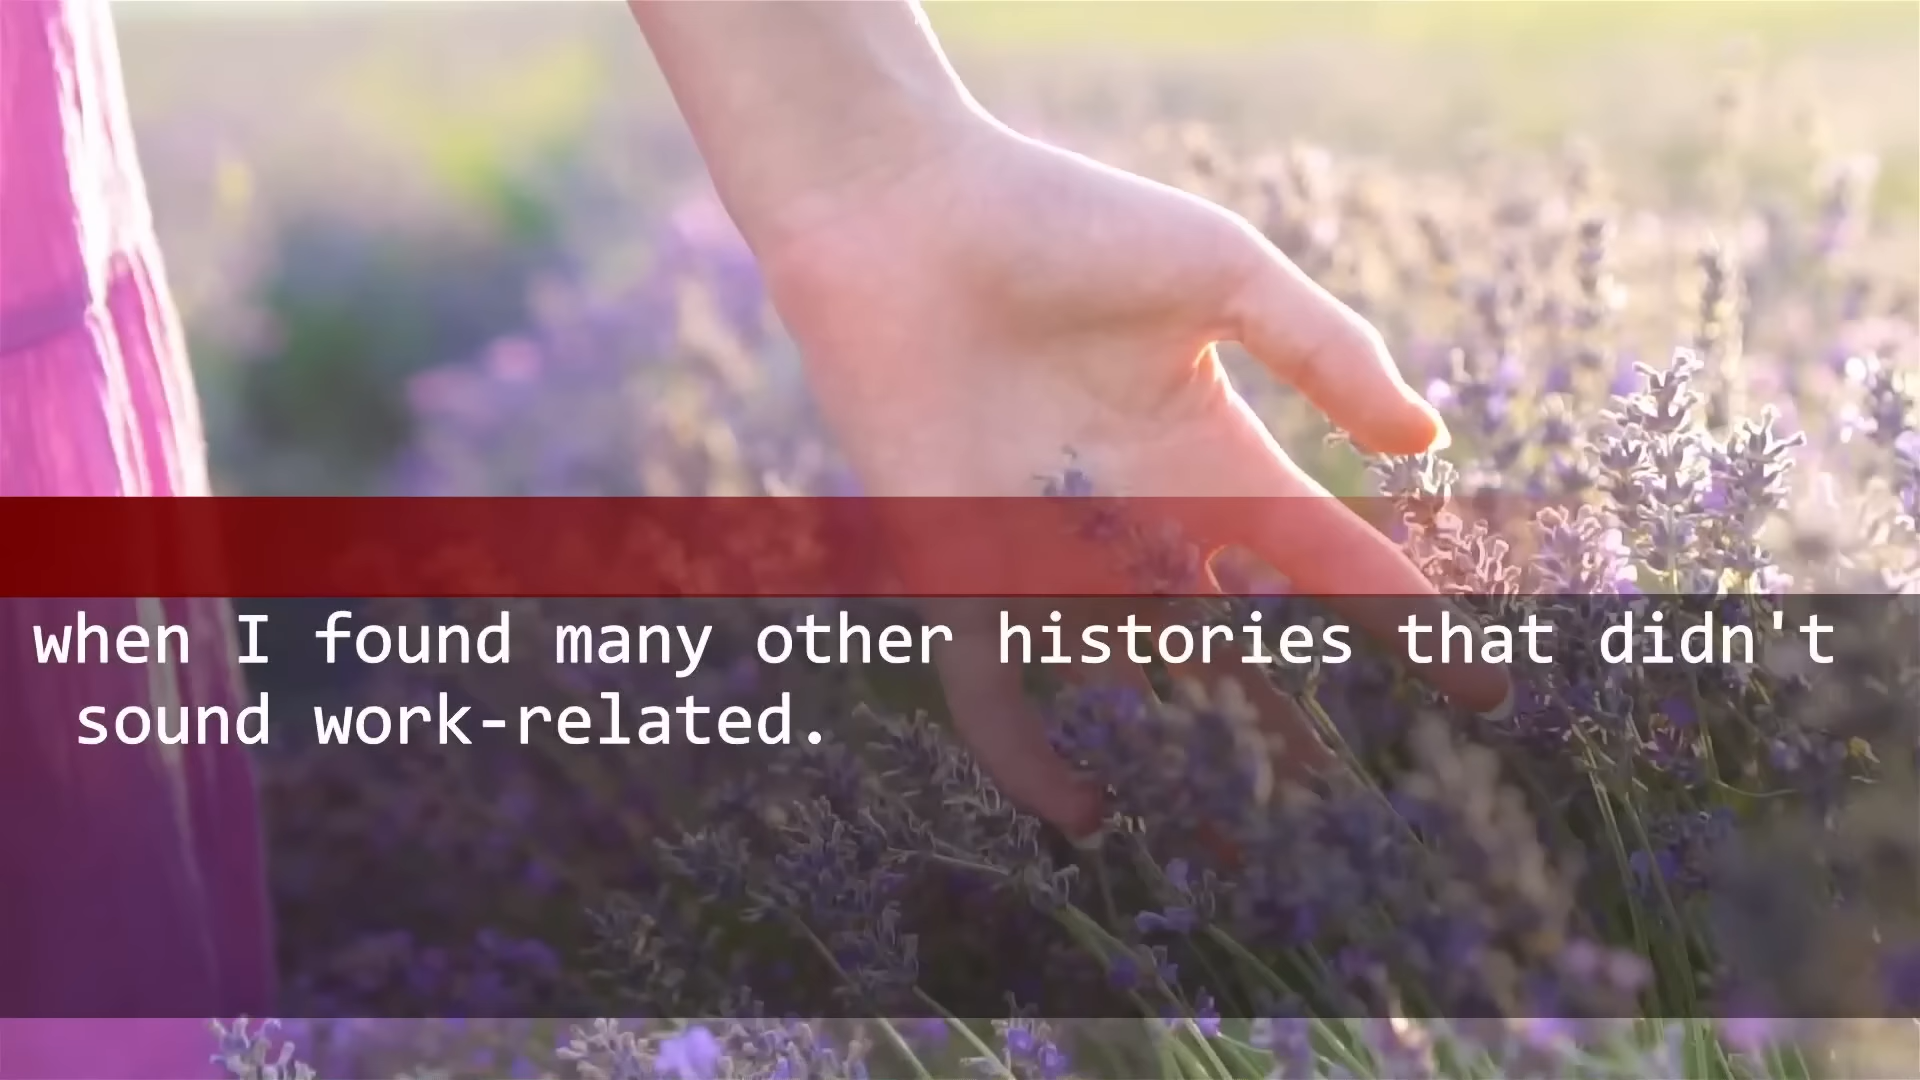 when I found many other histories that didn't
sound work-related.